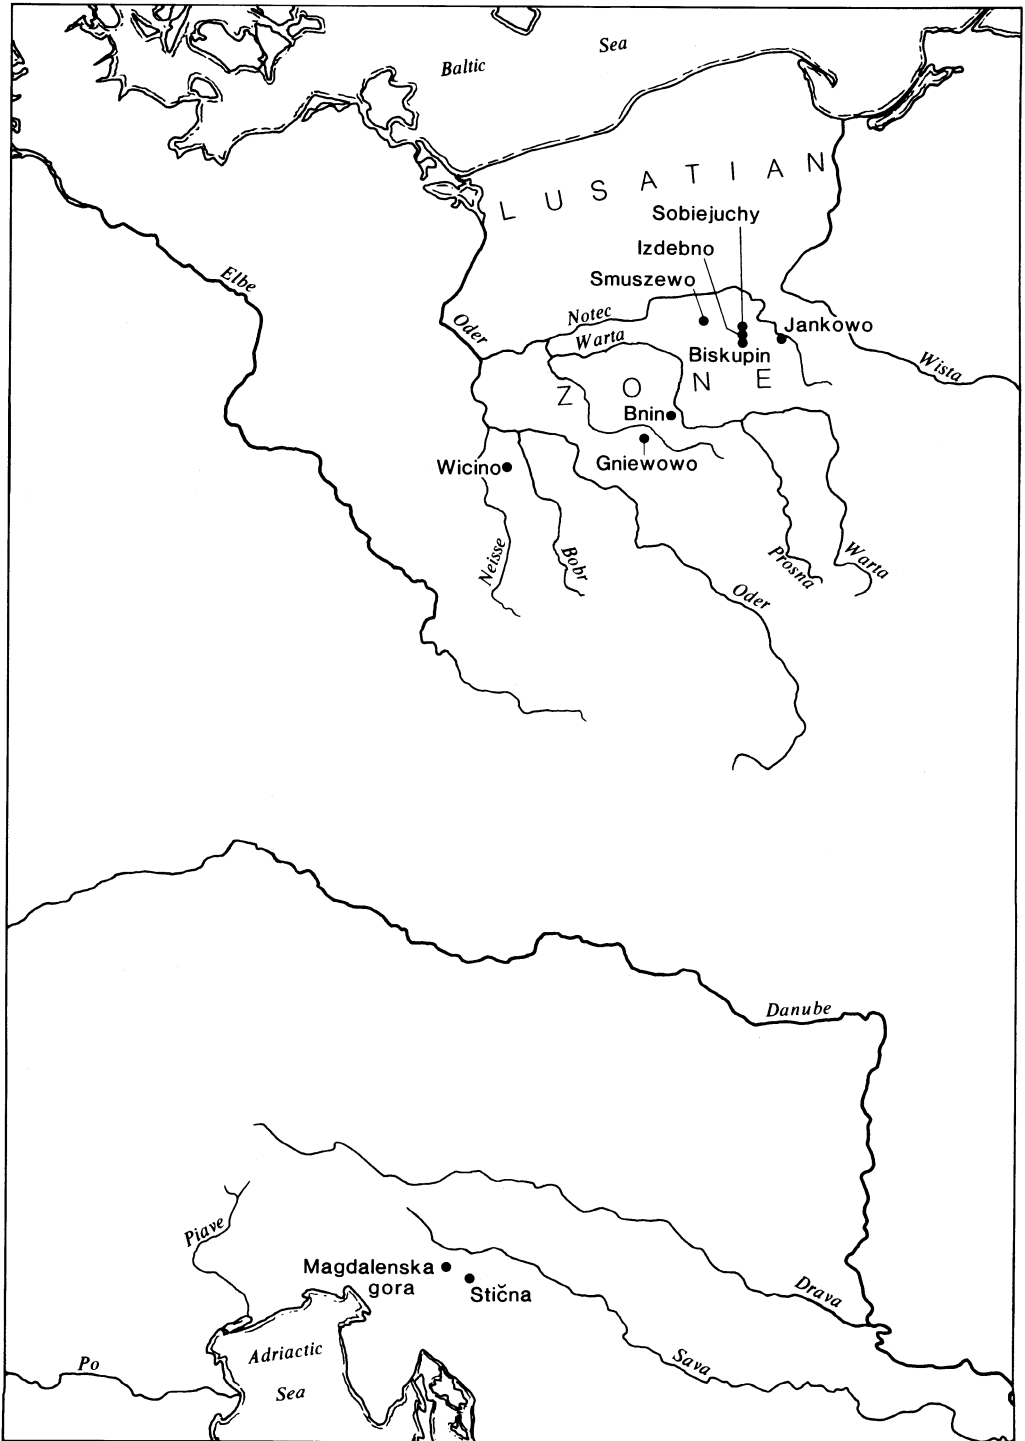 Baltic
Sea
LUSATIAN
Sobiejuchy
Izdebno
Smuszewo
Elbe
Oder
Notec
Warta
Jankowo
Biskupin
Wista
ZONE
Bnin
Wicino
Gniewowo
Neisse
Bobr
Prosna
Warta
Oder
Danube
Piave
Magdalenska
gora
Stična
Drava
Adriactic
Sea
Po
Sava